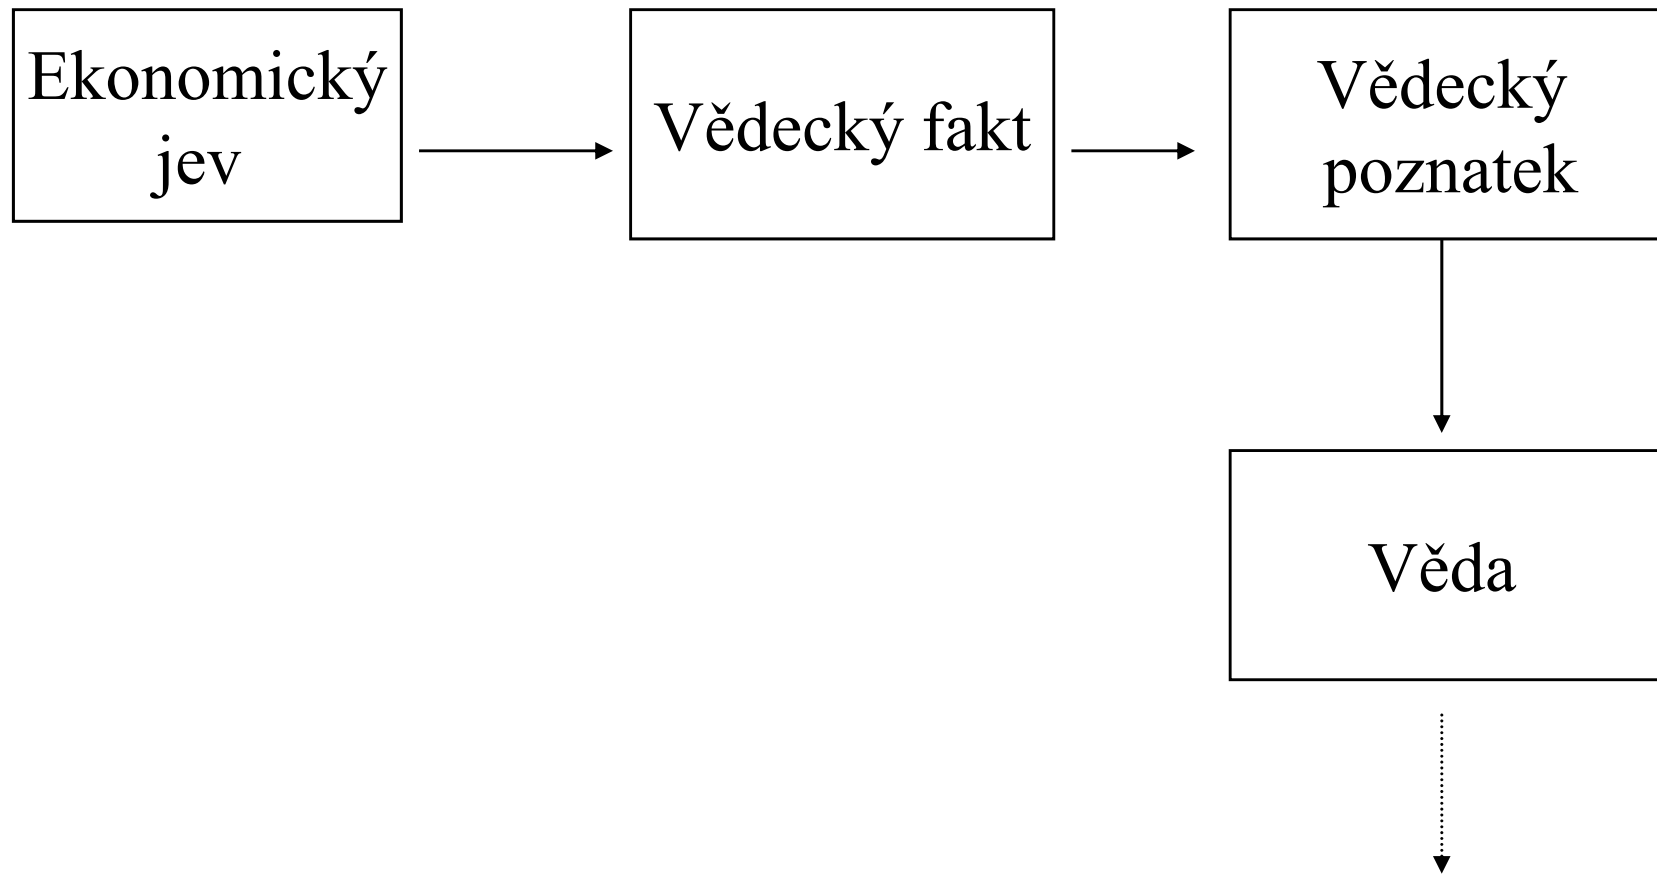 Ekonomický
jev
Vědecký fakt
Vědecký
poznatek
Věda